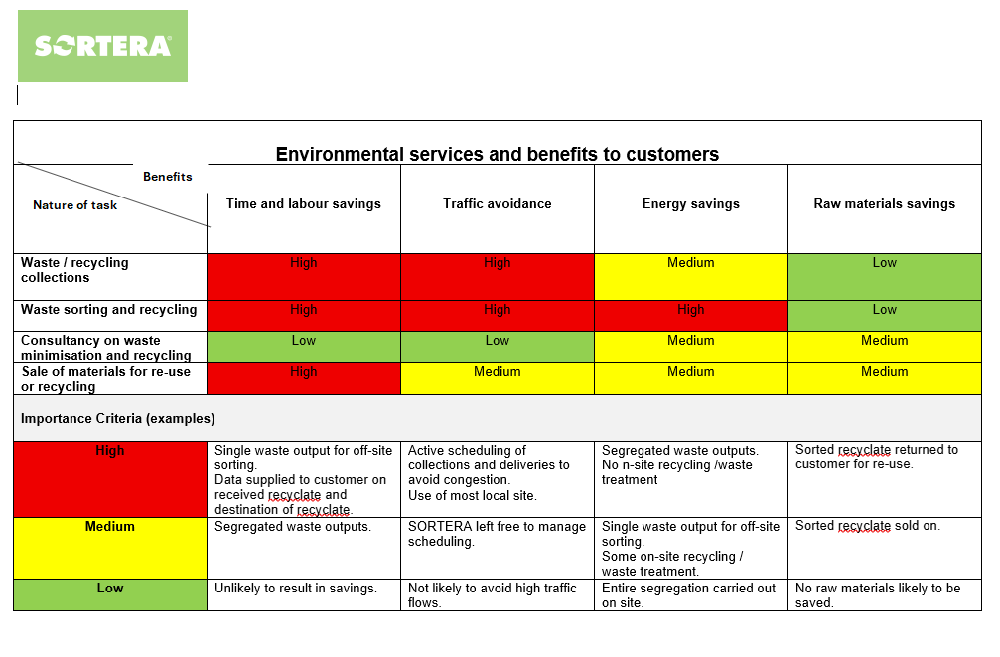 SORTERA®
Environmental services and benefits to customers
Benefits
Nature of task
Time and labour savings
Traffic avoidance
Energy savings
Raw materials savings
Waste / recycling
collections
High
High
Medium
Low
Waste sorting and recycling
High
High
High
Low
Consultancy on waste
minimisation and recycling
Low
Low
Medium
Medium
Sale of materials for re-use
or recycling
High
Medium
Medium
Medium
Importance Criteria (examples)
High
Single waste output for off-site
sorting.
Data supplied to customer on
received recyclate and
destination of recyclate.
Active scheduling of
collections and deliveries to
avoid congestion.
Use of most local site.
Segregated waste outputs.
No n-site recycling /waste
treatment
Sorted recyclate returned to
customer for re-use.
Medium
Segregated waste outputs.
SORTERA left free to manage
scheduling.
Single waste output for off-site
sorting.
Some on-site recycling /
waste treatment.
Sorted recyclate sold on.
Low
Unlikely to result in savings.
Not likely to avoid high traffic
flows.
Entire segregation carried out
on site.
No raw materials likely to be
saved.